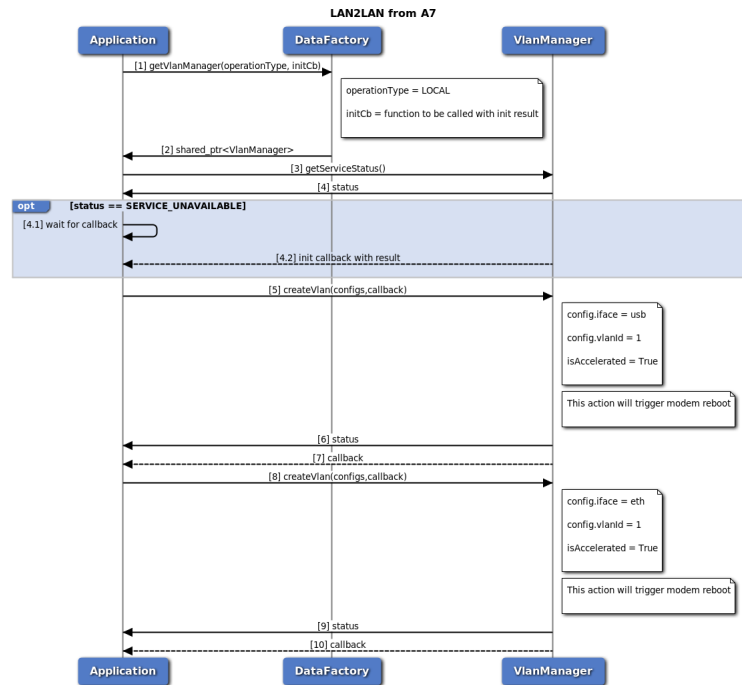 LAN2LAN from A7
Application
DataFactory
VlanManager
[1] getVlanManager(operationType, initCb)
operationType = LOCAL
initCb = function to be called with init result
[2] shared_ptr<VlanManager>
[3] getServiceStatus()
[4] status
opt
[status == SERVICE_UNAVAILABLE]
[4.1] wait for callback
[4.2] init callback with result
[5] createVlan(configs,callback)
config.iface = usb
config.vlanId = 1
isAccelerated = True
This action will trigger modem reboot
[6] status
[7] callback
[8] createVlan(configs,callback)
config.iface = eth
config.vlanId = 1
isAccelerated = True
This action will trigger modem reboot
[9] status
[10] callback
Application
DataFactory
VlanManager